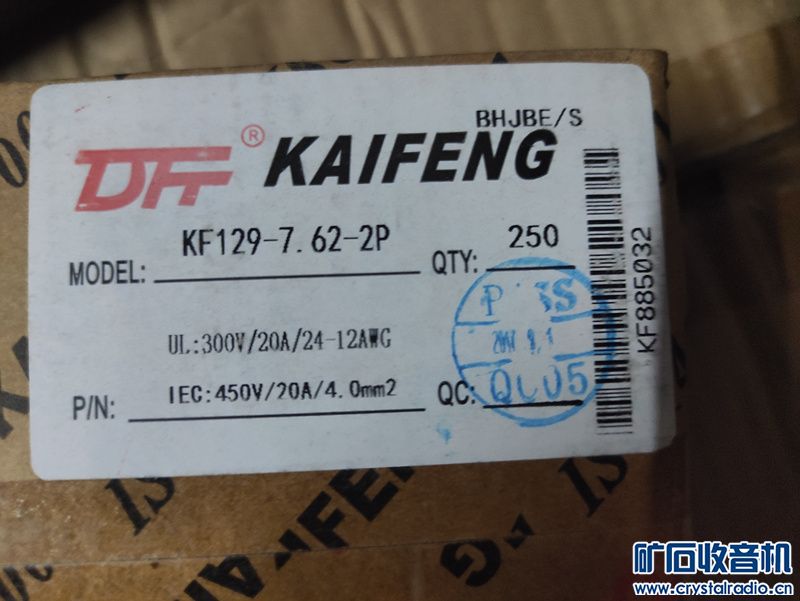 BHJBE/S
DFF® KAIFENG
MODEL: KF129-7.62-2P
QTY: 250
UL:300V/20A/24-12AWG
P/N: IEC:450V/20A/4.0mm2
QC: QC05
KF885032
矿石收音机
www.crystalradio.cn